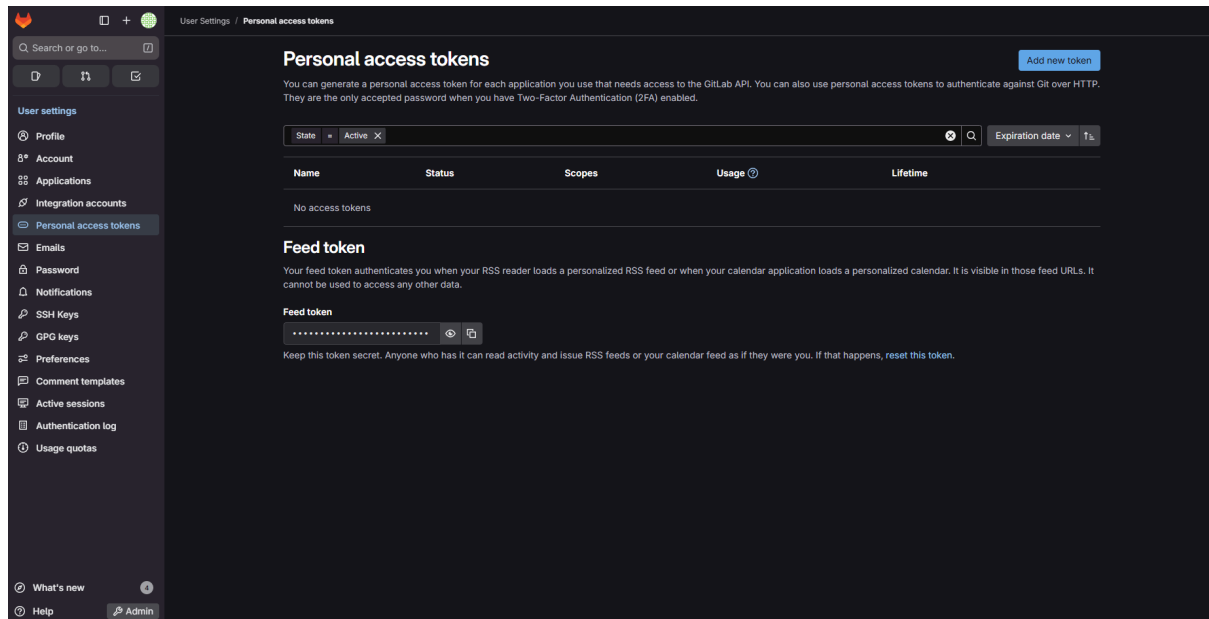 User Settings / Personal access tokens
Search or go to... /
User settings
Profile
Account
Applications
Integration accounts
Personal access tokens
Emails
Password
Notifications
SSH Keys
GPG keys
Preferences
Comment templates
Active sessions
Authentication log
Usage quotas
What's new 4
Help Admin
Personal access tokens
Add new token
You can generate a personal access token for each application you use that needs access to the GitLab API. You can also use personal access tokens to authenticate against Git over HTTP.
They are the only accepted password when you have Two-Factor Authentication (2FA) enabled.
State = Active
Expiration date
Name Status Scopes Usage Lifetime
No access tokens
Feed token
Your feed token authenticates you when your RSS reader loads a personalized RSS feed or when your calendar application loads a personalized calendar. It is visible in those feed URLs. It
cannot be used to access any other data.
Feed token
Keep this token secret. Anyone who has it can read activity and issue RSS feeds or your calendar feed as if they were you. If that happens, reset this token.